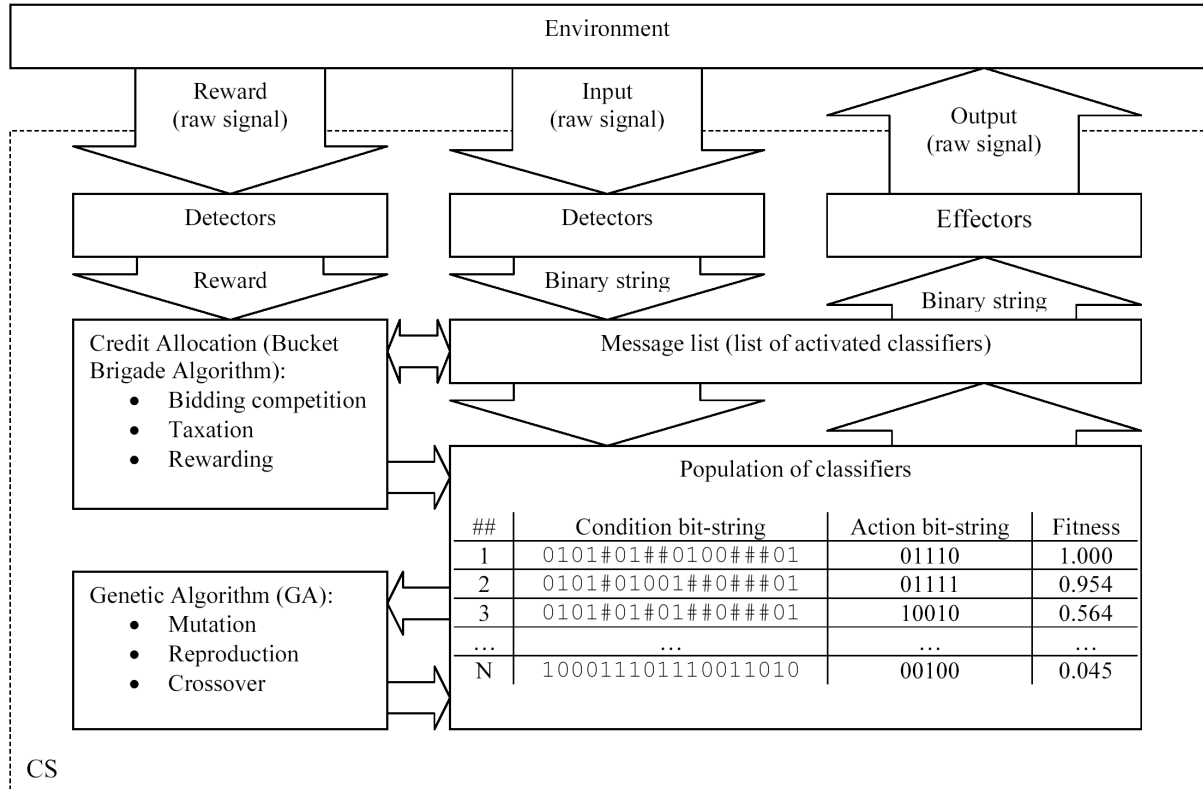 Environment
Reward
(raw signal)
Input
(raw signal)
Output
(raw signal)
Detectors
Detectors
Effectors
Reward
Binary string
Binary string
Credit Allocation (Bucket
Brigade Algorithm):
• Bidding competition
• Taxation
• Rewarding
Message list (list of activated classifiers)
Population of classifiers
## Condition bit-string Action bit-string Fitness
1 0101#01##0100###01 01110 1.000
2 0101#01001##0###01 01111 0.954
3 0101#01#01##0###01 10010 0.564
… … … …
N 100011101110011010 00100 0.045
Genetic Algorithm (GA):
• Mutation
• Reproduction
• Crossover
CS